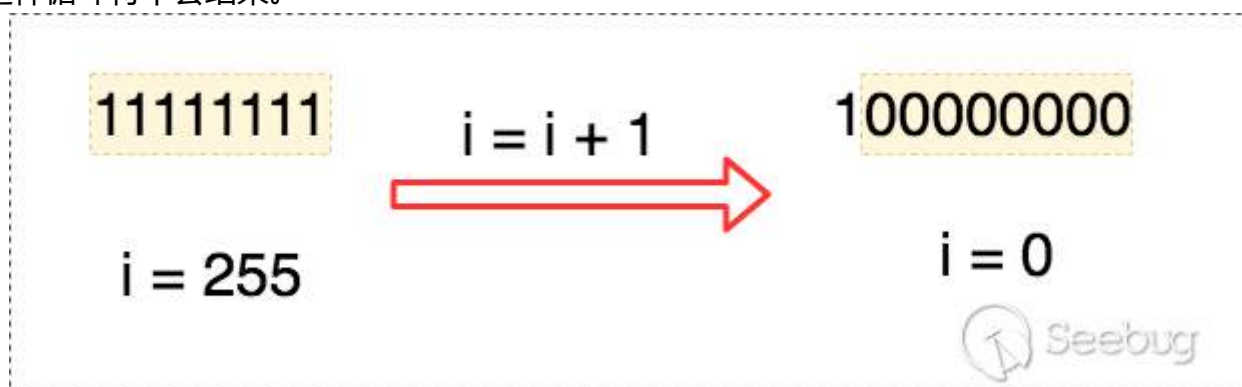 11111111
i = i + 1
100000000
i = 255
i = 0
Seebug